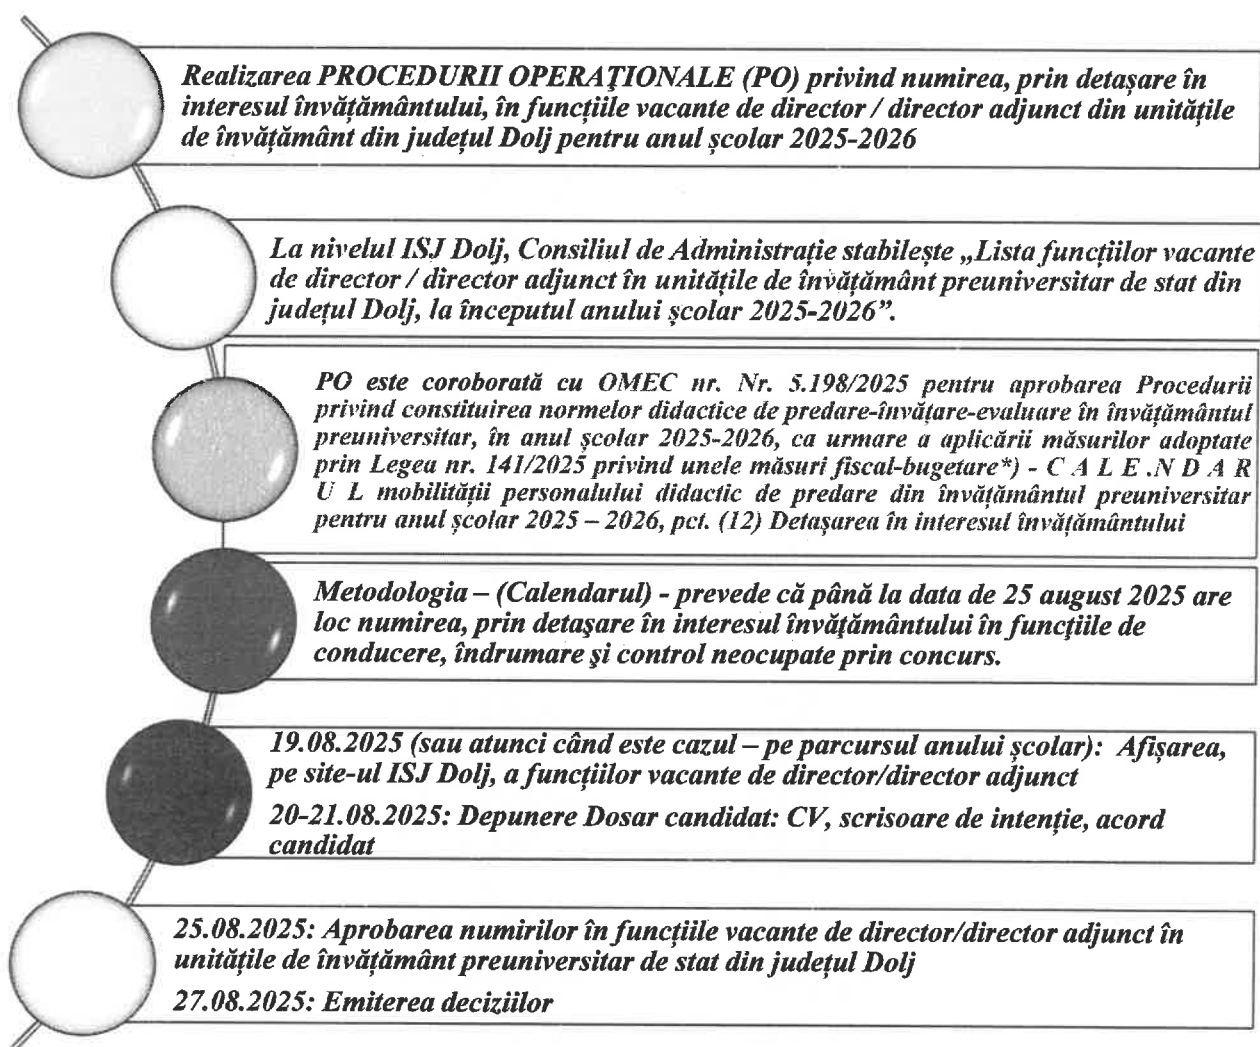 Realizarea PROCEDURII OPERAŢIONALE (PO) privind numirea, prin detașare în
interesul învățământului, în funcțiile vacante de director / director adjunct din unitățile
de învățământ din județul Dolj pentru anul școlar 2025-2026
La nivelul ISJ Dolj, Consiliul de Administrație stabilește „Lista funcțiilor vacante
de director / director adjunct în unitățile de învățământ preuniversitar de stat din
județul Dolj, la începutul anului școlar 2025-2026”.
PO este coroborată cu OMEC nr. Nr. 5.198/2025 pentru aprobarea Procedurii
privind constituirea normelor didactice de predare-învățare-evaluare în învățământul
preuniversitar, în anul școlar 2025-2026, ca urmare a aplicării măsurilor adoptate
prin Legea nr. 141/2025 privind unele măsuri fiscal-bugetare*) - C A L E .N D A R
U L mobilității personalului didactic de predare din învățământul preuniversitar
pentru anul școlar 2025 – 2026, pct. (12) Detașarea în interesul învățământului
Metodologia – (Calendarul) - prevede că până la data de 25 august 2025 are
loc numirea, prin detaşare în interesul învățământului în funcțiile de
conducere, îndrumare şi control neocupate prin concurs.
19.08.2025 (sau atunci când este cazul – pe parcursul anului școlar): Afișarea,
pe site-ul ISJ Dolj, a funcțiilor vacante de director/director adjunct
20-21.08.2025: Depunere Dosar candidat: CV, scrisoare de intenție, acord
candidat
25.08.2025: Aprobarea numirilor în funcțiile vacante de director/director adjunct în
unitățile de învățământ preuniversitar de stat din județul Dolj
27.08.2025: Emiterea deciziilor